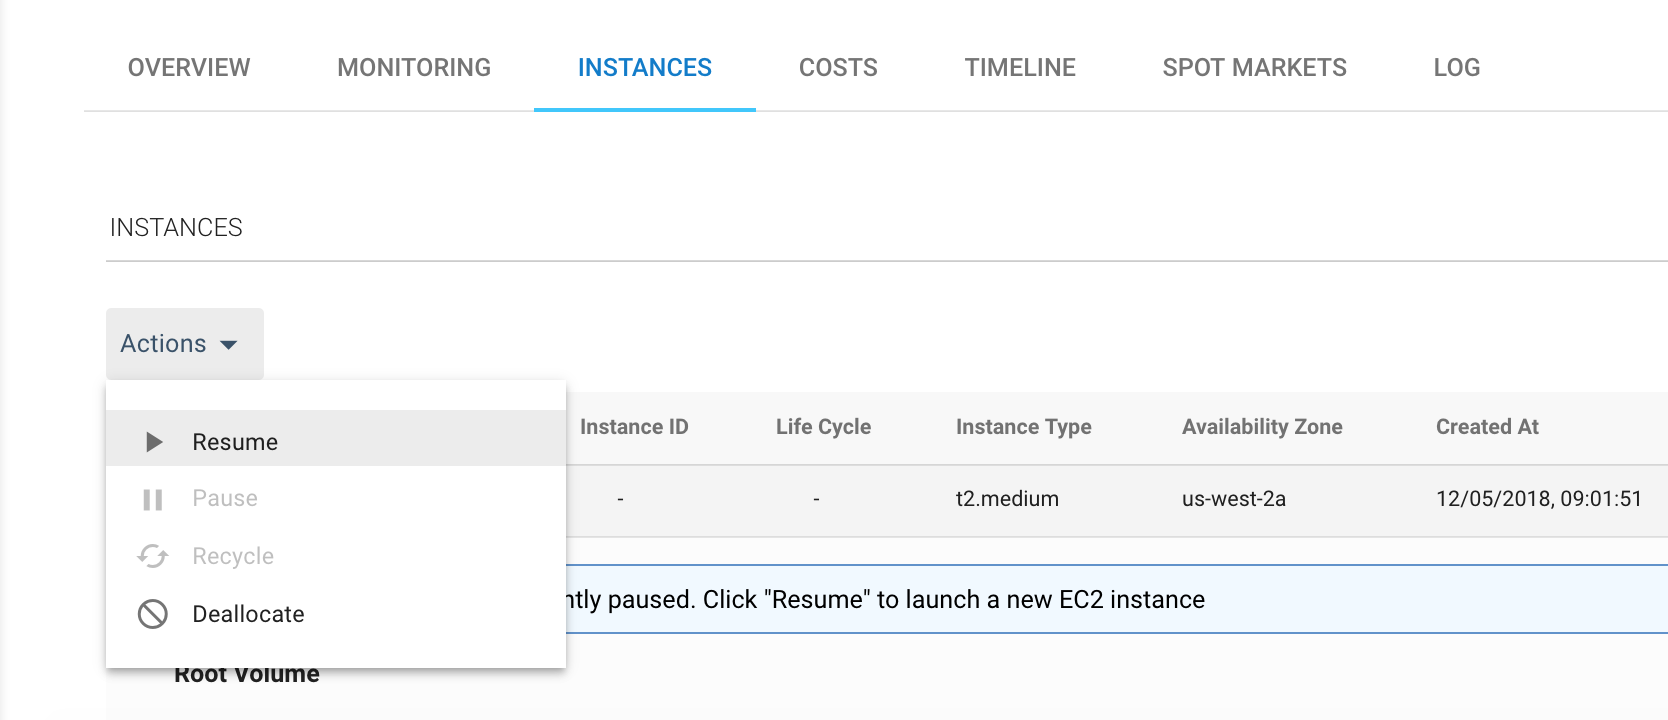 OVERVIEW MONITORING INSTANCES COSTS TIMELINE SPOT MARKETS LOG
INSTANCES
Actions
Resume
Pause
Recycle
Deallocate
Instance ID Life Cycle Instance Type Availability Zone Created At
- - t2.medium us-west-2a 12/05/2018, 09:01:51
paused. Click "Resume" to launch a new EC2 instance
Root Volume